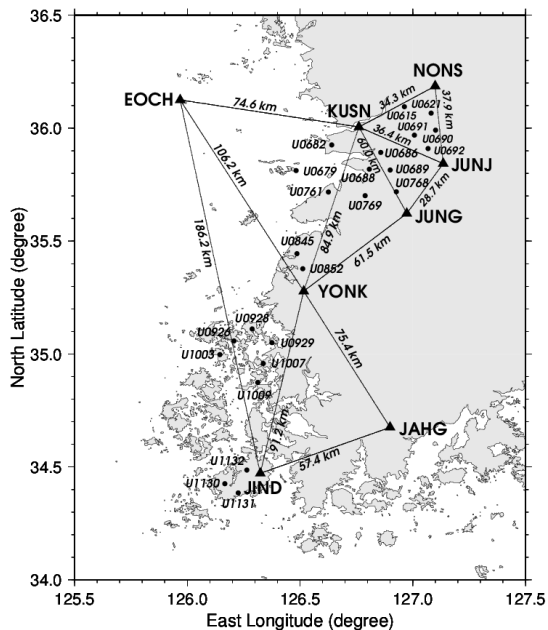 36.5
NONS
EOCH
34.3 km
U0621
74.6 km
KUSN
U0615
37.9 km
36.0
U0691
36.4 km
U0690
U0682
60.0 km
U0686
U0692
JUNJ
106.2 km
U0679
U0688
U0689
U0761
U0768
28.7 km
U0769
JUNG
35.5
186.2 km
U0845
84.9 km
61.5 km
U0852
YONK
U0928
U0926
75.4 km
U0929
35.0
U1003
U1007
U1009
91.2 km
JAHG
57.4 km
U1132
34.5
U1130
JIND
U1131
34.0
125.5
126.0
126.5
127.0
127.5
East Longitude (degree)
North Latitude (degree)